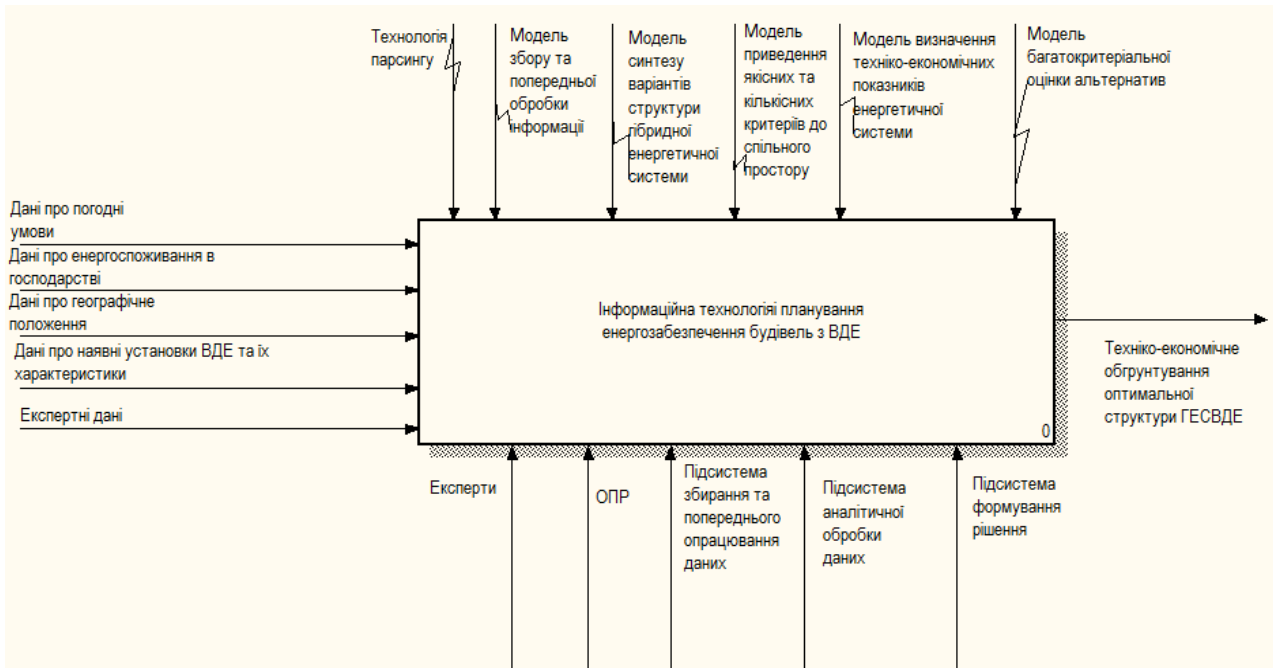 Технологія
парсингу
Модель
збору та
попередньої
обробки
інформації
Модель
синтезу
варіантів
структури
гібридної
енергетичної
системи
Модель
приведення
якісних та
кількісних
критеріїв до
спільного
простору
Модель визначення
техніко-економічних
показників
енергетичної
системи
Модель
багатокритеріальної
оцінки альтернатив
Дані про погодні
умови
Дані про енергоспоживання в
господарстві
Дані про географічне
положення
Дані про наявні установки ВДЕ та їх
характеристики
Експертні дані
Інформаційна технологіяі планування
енергозабезпечення будівель з ВДЕ
0
Техніко-економічне
обгрунтування
оптимальної
структури ГЕСВДЕ
Експерти
ОПР
Підсистема
збирання та
попереднього
опрацювання
даних
Підсистема
аналітичної
обробки
даних
Підсистема
формування
рішення